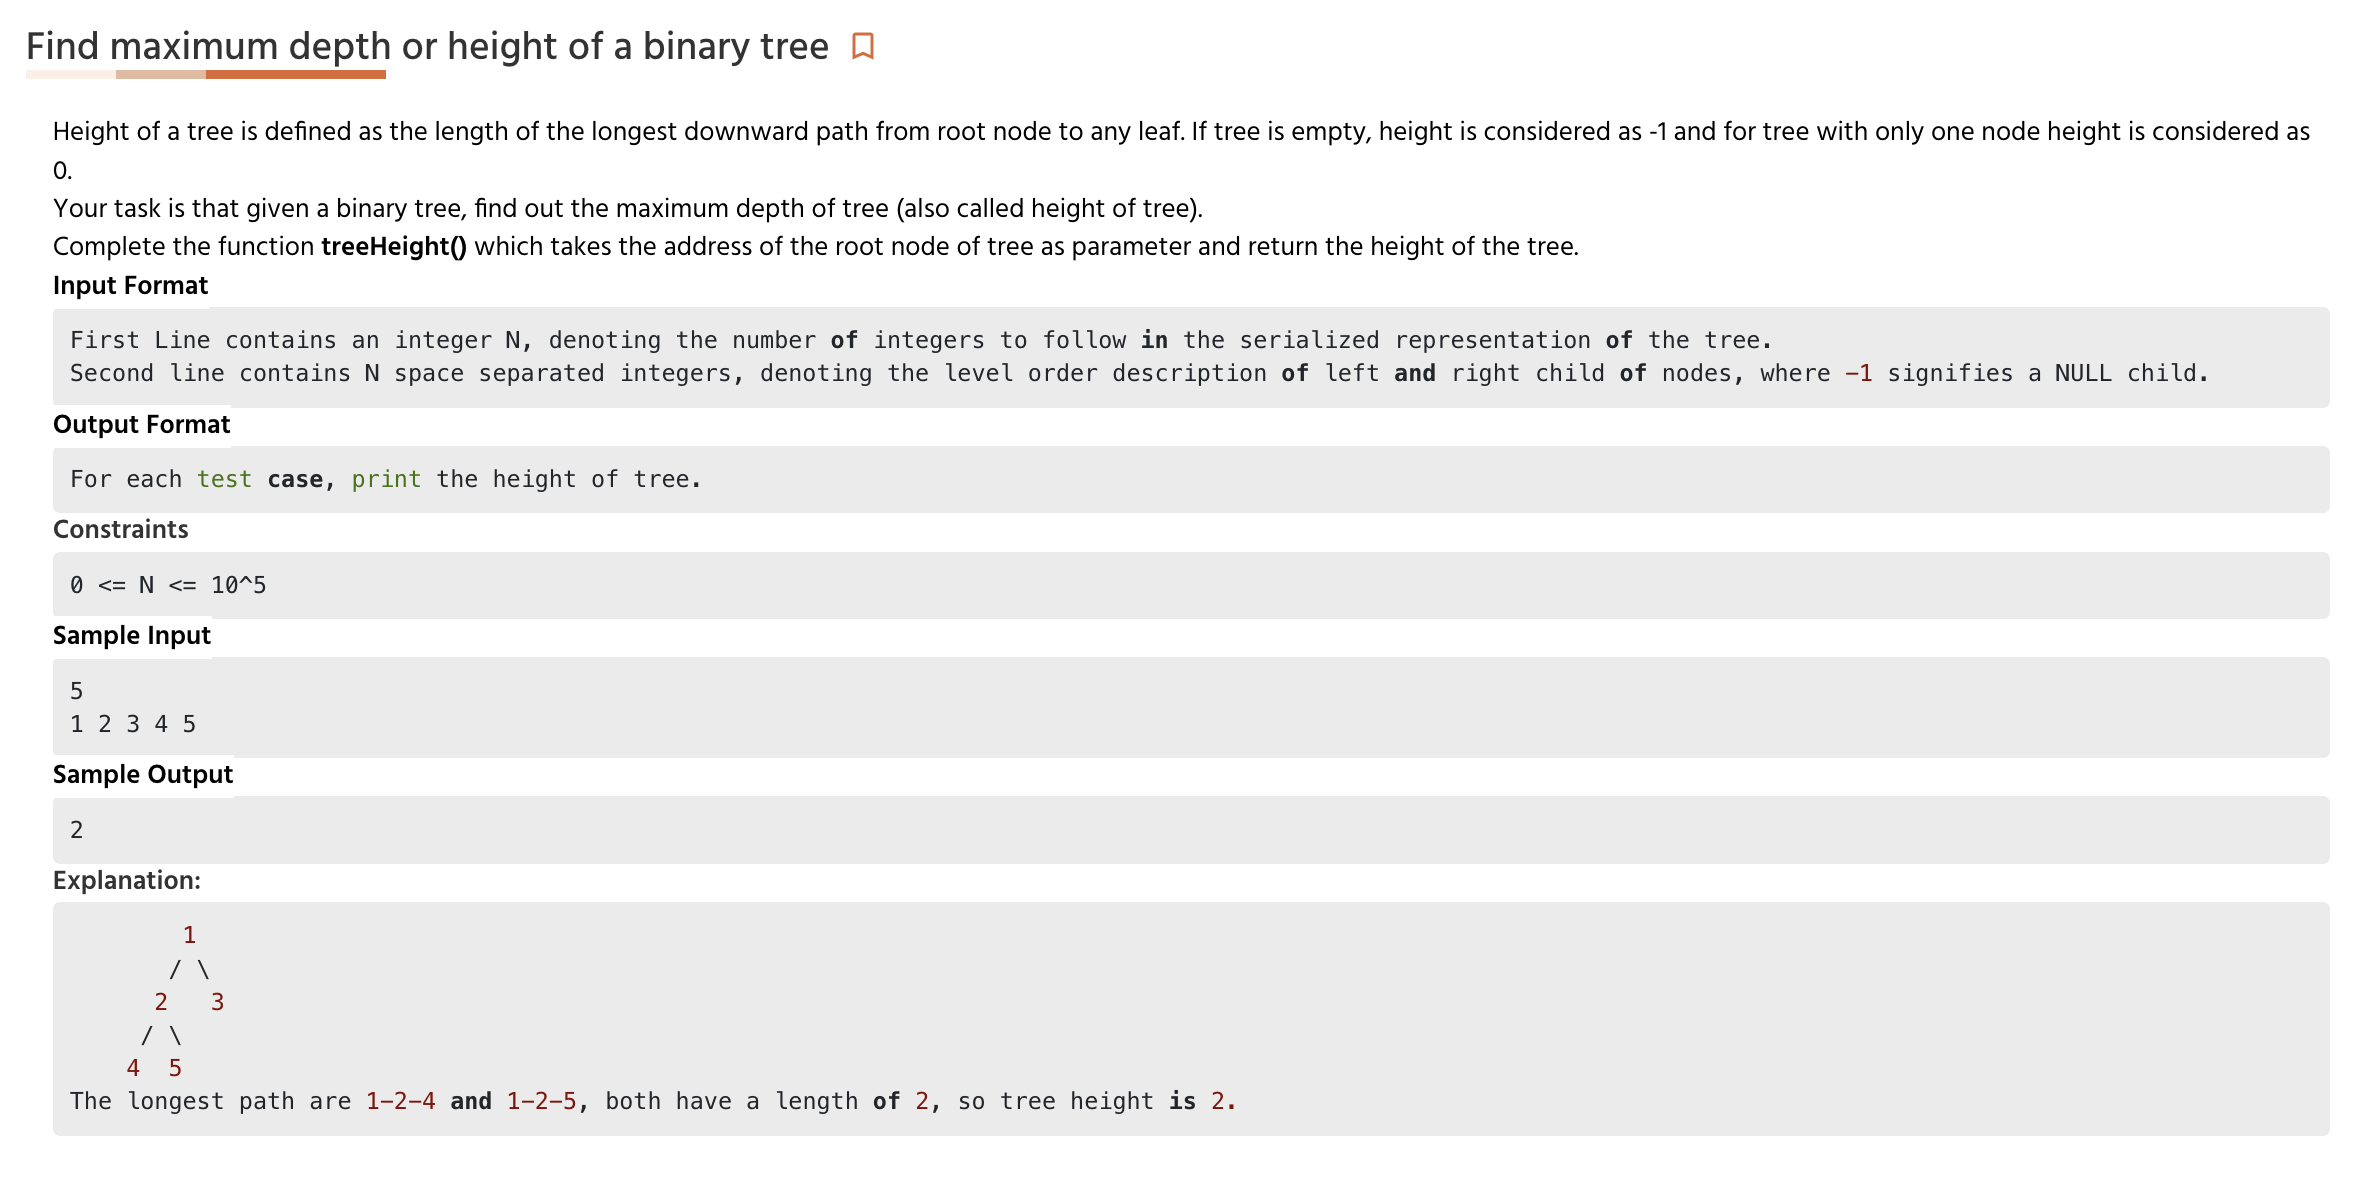 Find maximum depth or height of a binary tree
Height of a tree is defined as the length of the longest downward path from root node to any leaf. If tree is empty, height is considered as -1 and for tree with only one node height is considered as
0.
Your task is that given a binary tree, find out the maximum depth of tree (also called height of tree).
Complete the function treeHeight() which takes the address of the root node of tree as parameter and return the height of the tree.
Input Format
First Line contains an integer N, denoting the number of integers to follow in the serialized representation of the tree.
Second line contains N space separated integers, denoting the level order description of left and right child of nodes, where -1 signifies a NULL child.
Output Format
For each test case, print the height of tree.
Constraints
0 <= N <= 10^5
Sample Input
5
1 2 3 4 5
Sample Output
2
Explanation:
1
/ \
2 3
/ \
4 5
The longest path are 1-2-4 and 1-2-5, both have a length of 2, so tree height is 2.